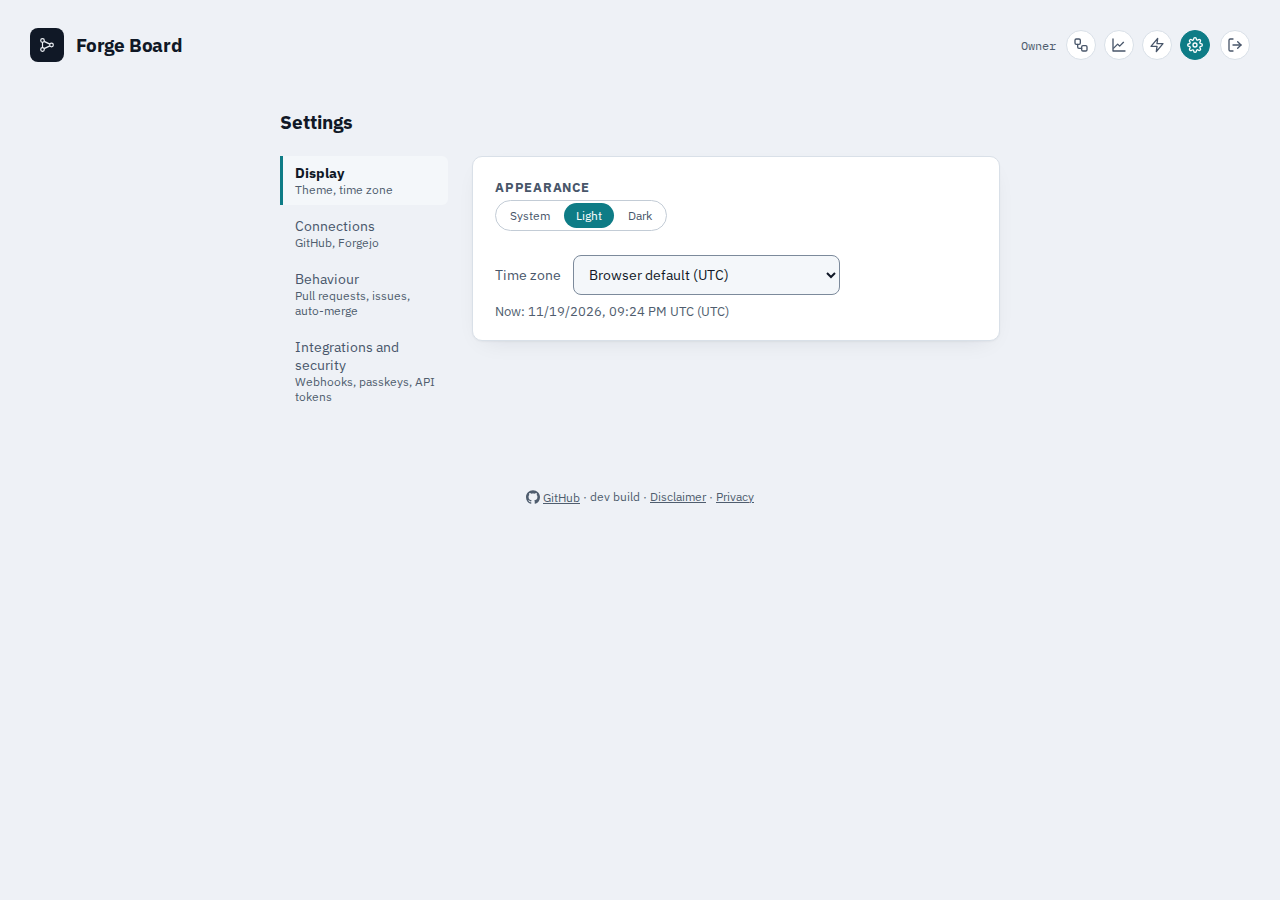 Forge Board
Owner
Settings
Display
Theme, time zone
Connections
GitHub, Forgejo
Behaviour
Pull requests, issues,
auto-merge
Integrations and
security
Webhooks, passkeys, API
tokens
APPEARANCE
System Light Dark
Time zone Browser default (UTC)
Now: 11/19/2026, 09:24 PM UTC (UTC)
GitHub · dev build · Disclaimer · Privacy